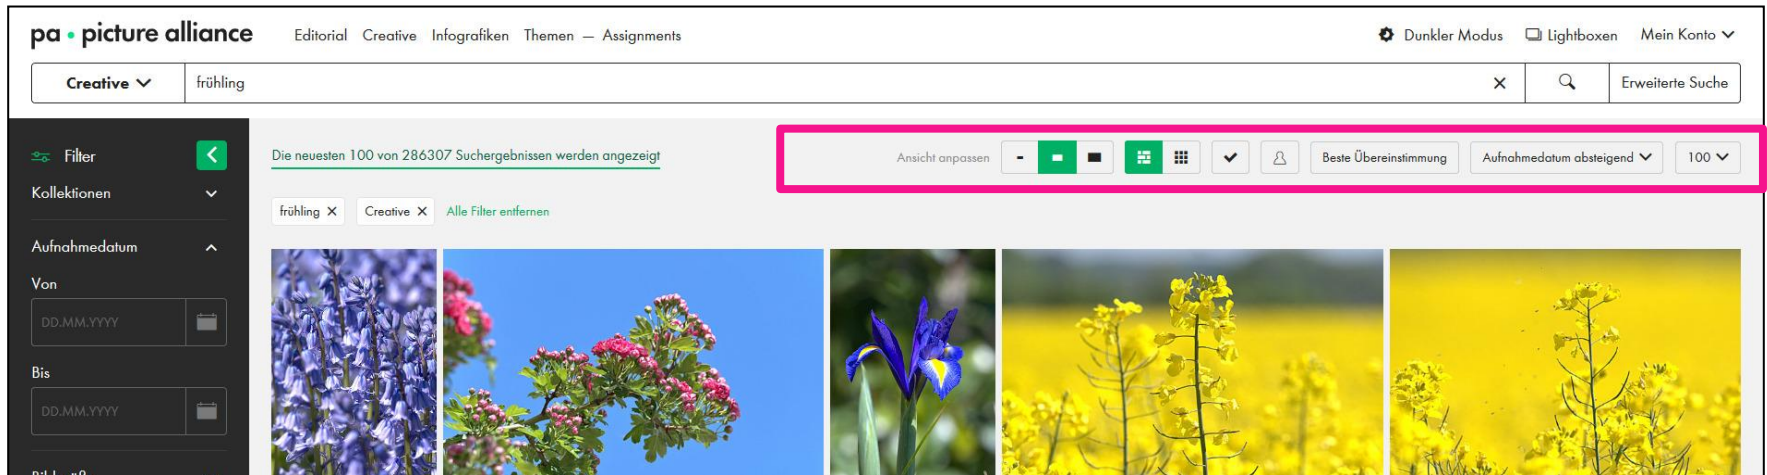 pa • picture alliance Editorial Creative Infografiken Themen — Assignments Dunkler Modus Lightboxen Mein Konto
Creative frühling Erweiterte Suche
Filter
Kollektionen
Aufnahmedatum
Von
DD.MM.YYYY
Bis
DD.MM.YYYY
Die neuesten 100 von 286307 Suchergebnissen werden angezeigt Ansicht anpassen Beste Übereinstimmung Aufnahmedatum absteigend 100
frühling Creative Alle Filter entfernen